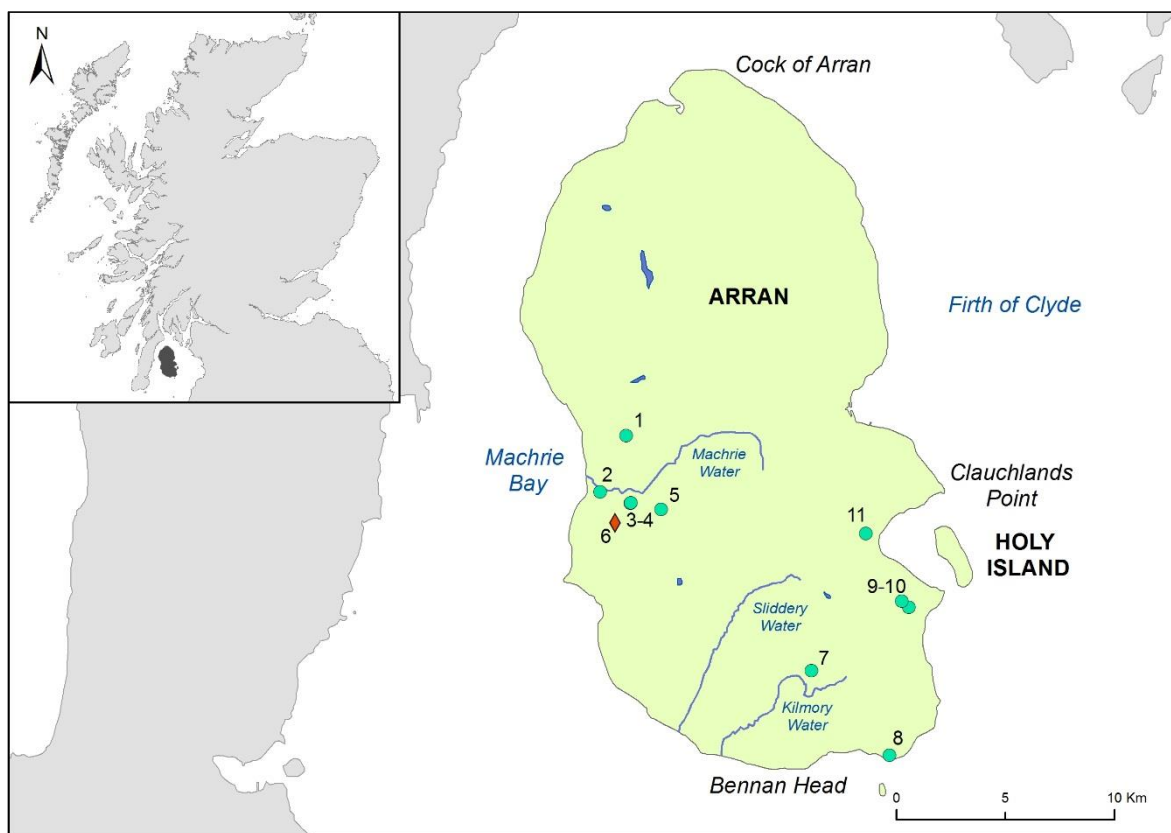 N
Cock of Arran
ARRAN
Firth of Clyde
1
Machrie
Water
Machrie
Bay
2
5
3-4
6
Clauchlands
Point
11
HOLY
ISLAND
9-10
Sliddery
Water
7
Kilmory
Water
8
Bennan Head
0
5
10 Km